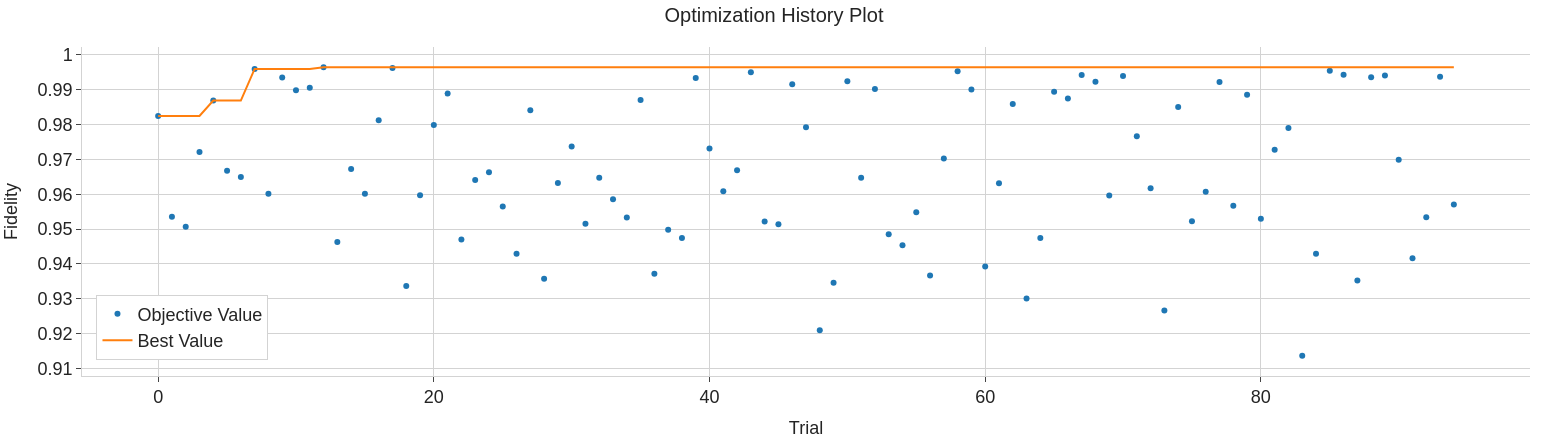 Optimization History Plot
1
0.99
0.98
0.97
0.96
0.95
0.94
0.93
0.92
0.91
Fidelity
Objective Value
Best Value
0 20 40 60 80
Trial